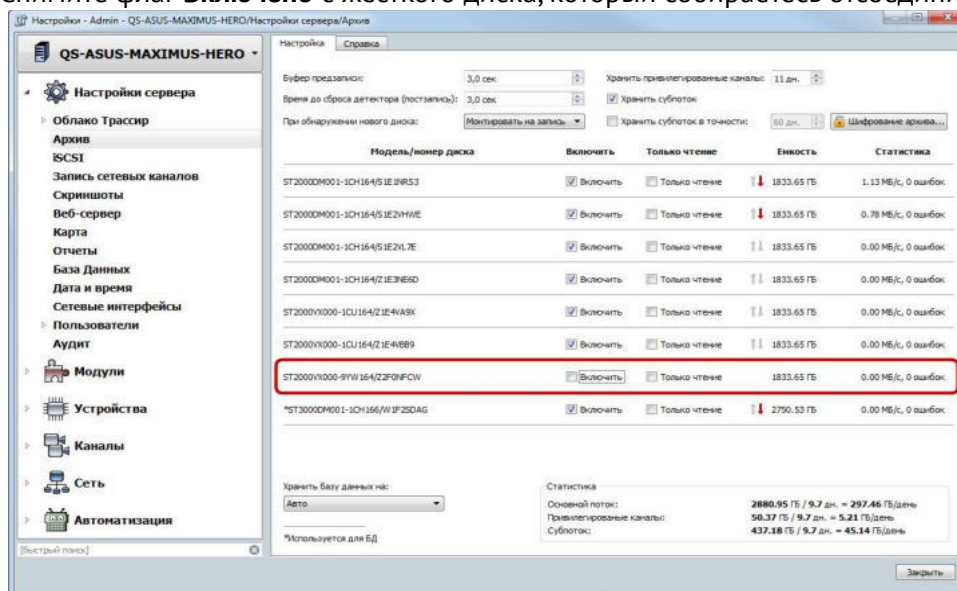 Снимите флаг Включено с жесткого диска, который собираетесь отсоедин
Настройки - Admin - QS-ASUS-MAXIMUS-HERO/Настройки сервера/Архив
QS-ASUS-MAXIMUS-HERO
Настройки сервера
Облако Трассир
Архив
iSCSI
Запись сетевых каналов
Скриншоты
Веб-сервер
Карта
Отчеты
База Данных
Дата и время
Сетевые интерфейсы
Пользователи
Аудит
Модули
Устройства
Каналы
Сеть
Автоматизация
[быстрый поиск]
Настройка Справка
Буфер предзаписи: 3,0 сек Хранить привилегированные каналы: 11 дн.
Время до сброса детектора (постзапись): 3,0 сек Хранить субпоток
При обнаружении нового диска: Монтировать на запись Хранить субпоток в точности: 60 дн. Шифрование архива...
Модель/номер диска Включить Только чтение Емкость Статистика
ST2000DM001-1CH164/S1E1NRS3 Включить Только чтение 1833.65 ГБ 1.13 МБ/с, 0 ошибок
ST2000DM001-1CH164/S1E2VHWE Включить Только чтение 1833.65 ГБ 0.78 МБ/с, 0 ошибок
ST2000DM001-1CH164/S1E2VL7E Включить Только чтение 1833.65 ГБ 0.00 МБ/с, 0 ошибок
ST2000DM001-1CH164/Z1E3NE6D Включить Только чтение 1833.65 ГБ 0.00 МБ/с, 0 ошибок
ST2000VX000-1CU164/Z1E4VA9X Включить Только чтение 1833.65 ГБ 0.00 МБ/с, 0 ошибок
ST2000VX000-1CU164/Z1E4VBB9 Включить Только чтение 1833.65 ГБ 0.00 МБ/с, 0 ошибок
ST2000VX000-9YW164/Z2F0NFCW Включить Только чтение 1833.65 ГБ 0.00 МБ/с, 0 ошибок
*ST3000DM001-1CH166/W1F2SDAG Включить Только чтение 2750.53 ГБ 0.00 МБ/с, 0 ошибок
Хранить базу данных на:
Авто
*Используется для БД
Статистика
Основной поток: 2880.95 ГБ / 9.7 дн. = 297.46 ГБ/день
Привилегированые каналы: 50.37 ГБ / 9.7 дн. = 5.21 ГБ/день
Субпоток: 437.18 ГБ / 9.7 дн. = 45.14 ГБ/день
Закрыть